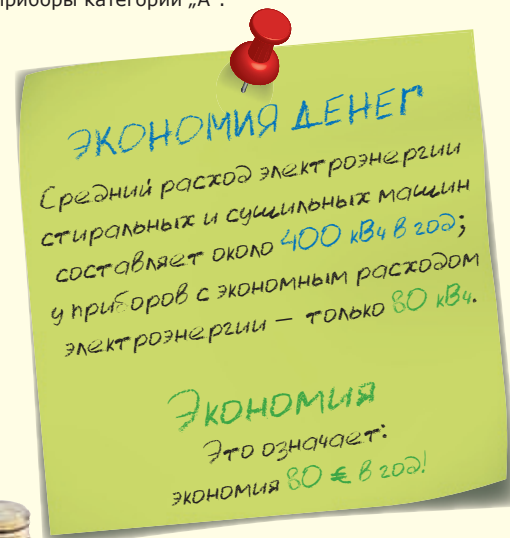 приборы категории „А“.
ЭКОНОМИЯ ДЕНЕГ
Средний расход электроэнергии
стиральных и сушильных машин
составляет около 400 кВч в год;
у приборов с экономным расходом
электроэнергии – только 80 кВч.
Экономия
Это означает:
экономия 80 € в год!